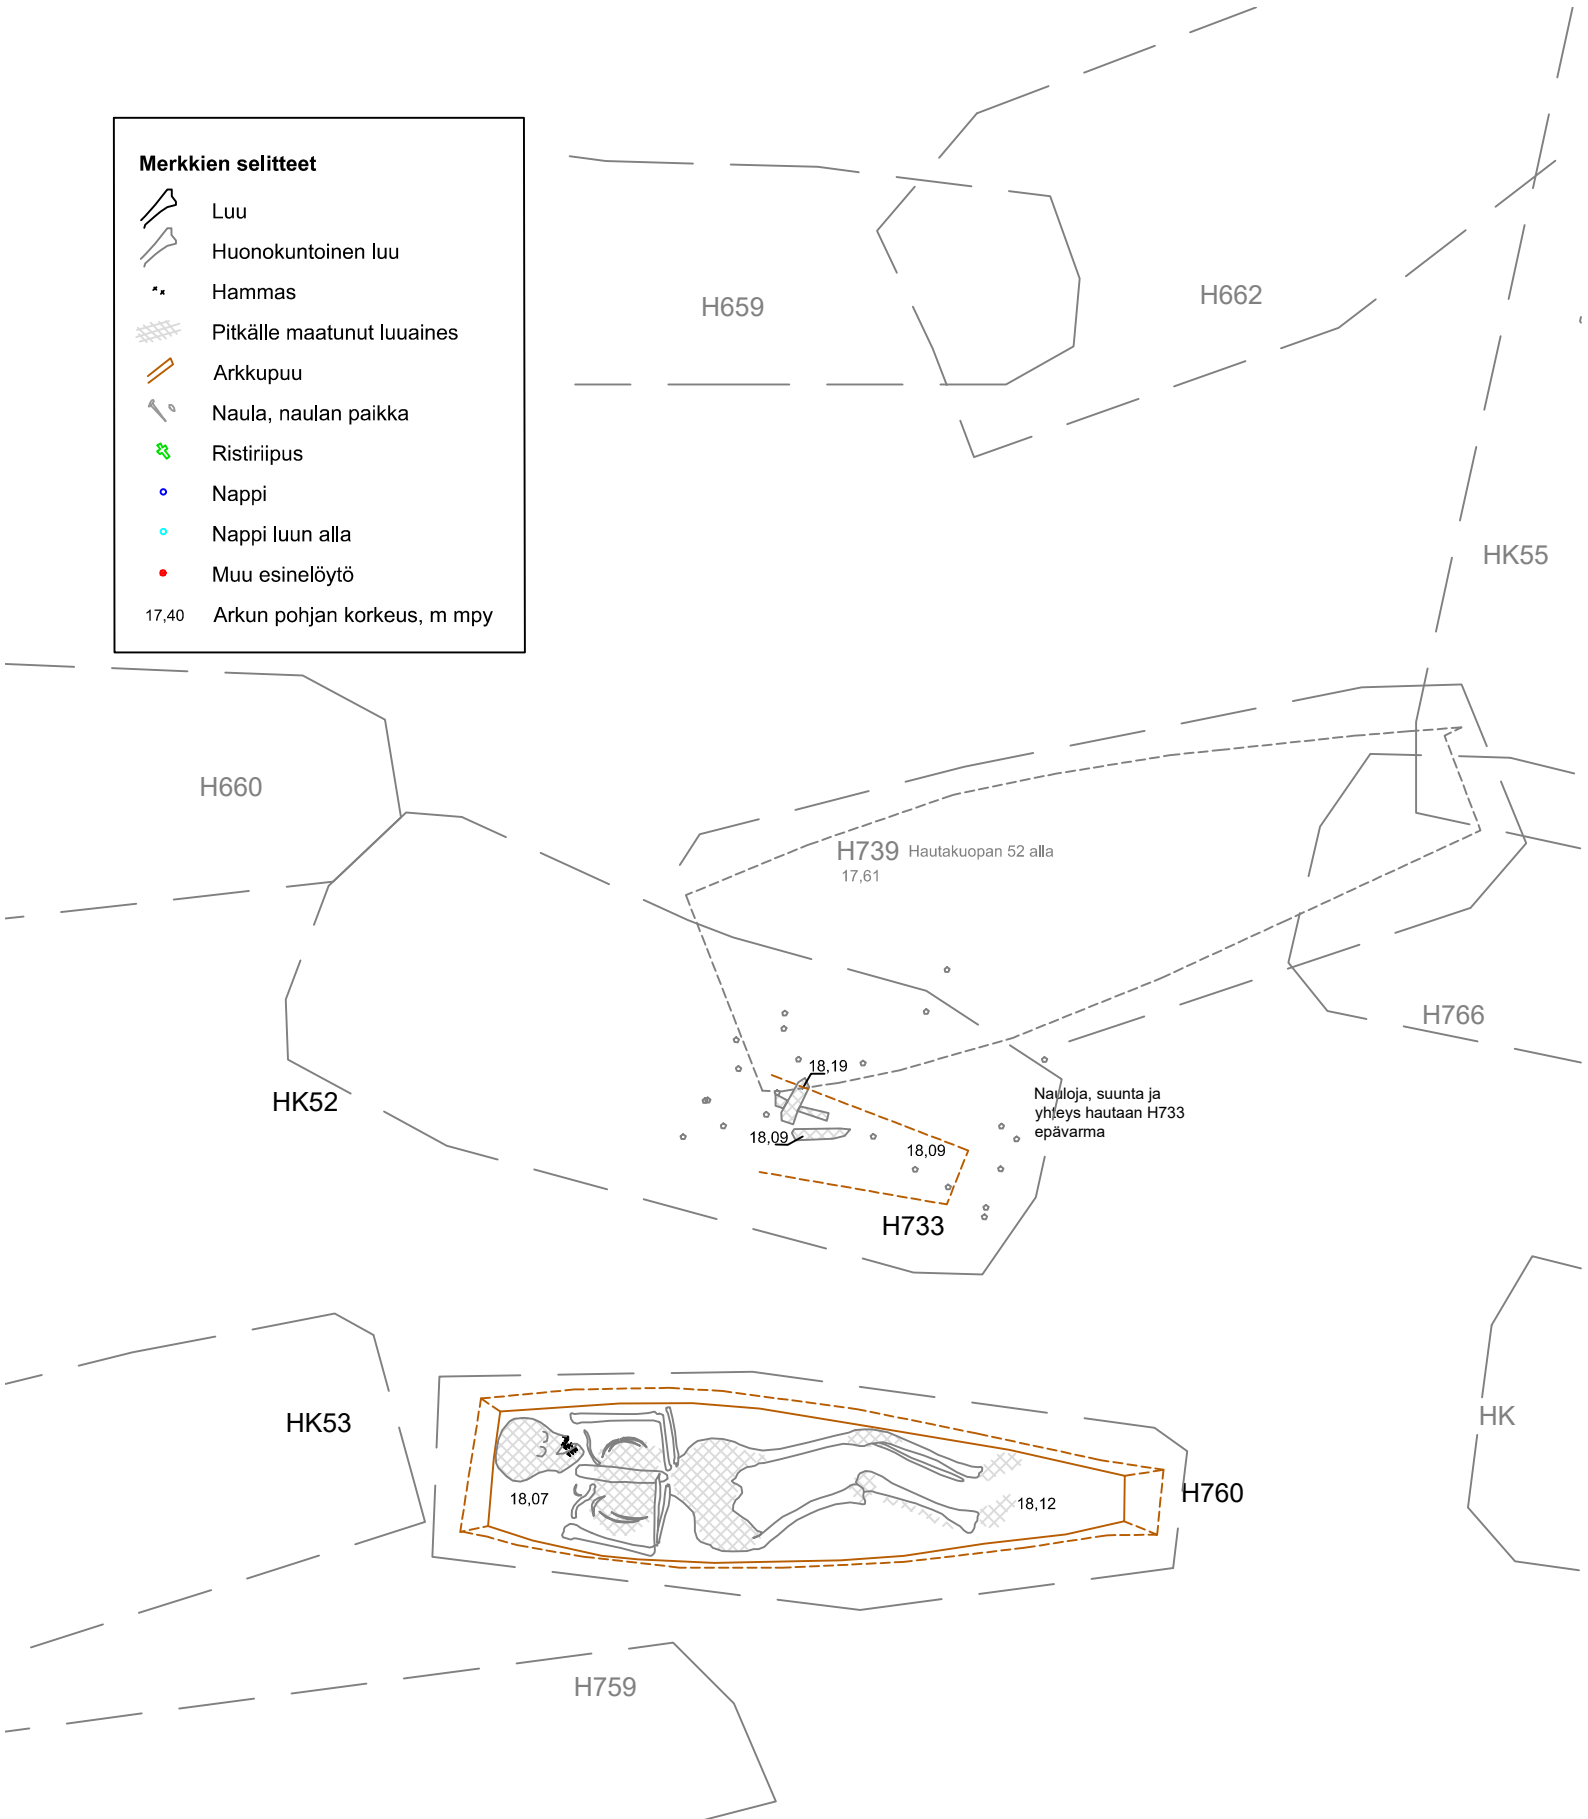 Merkkien selitteet
Luu
Huonokuntoinen luu
Hammas
Pitkälle maatunut luuaines
Arkkupuu
Naula, naulan paikka
Ristiriipus
Nappi
Nappi luun alla
Muu esinelöytö
17,40 Arkun pohjan korkeus, m mpy
H659
H662
HK55
H660
H739 Hautakuopan 52 alla
17,61
H766
18,19
HK52
Nauloja, suunta ja
yhteys hautaan H733
epävarma
18,09
18,09
H733
HK53
HK
18,07
18,12
H760
H759